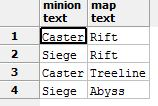 minion map
text text
1 Caster Rift
2 Siege Rift
3 Caster Treeline
4 Siege Abyss